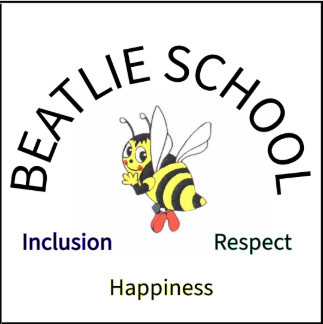 BEATLIE SCHOOL
Inclusion Respect
Happiness